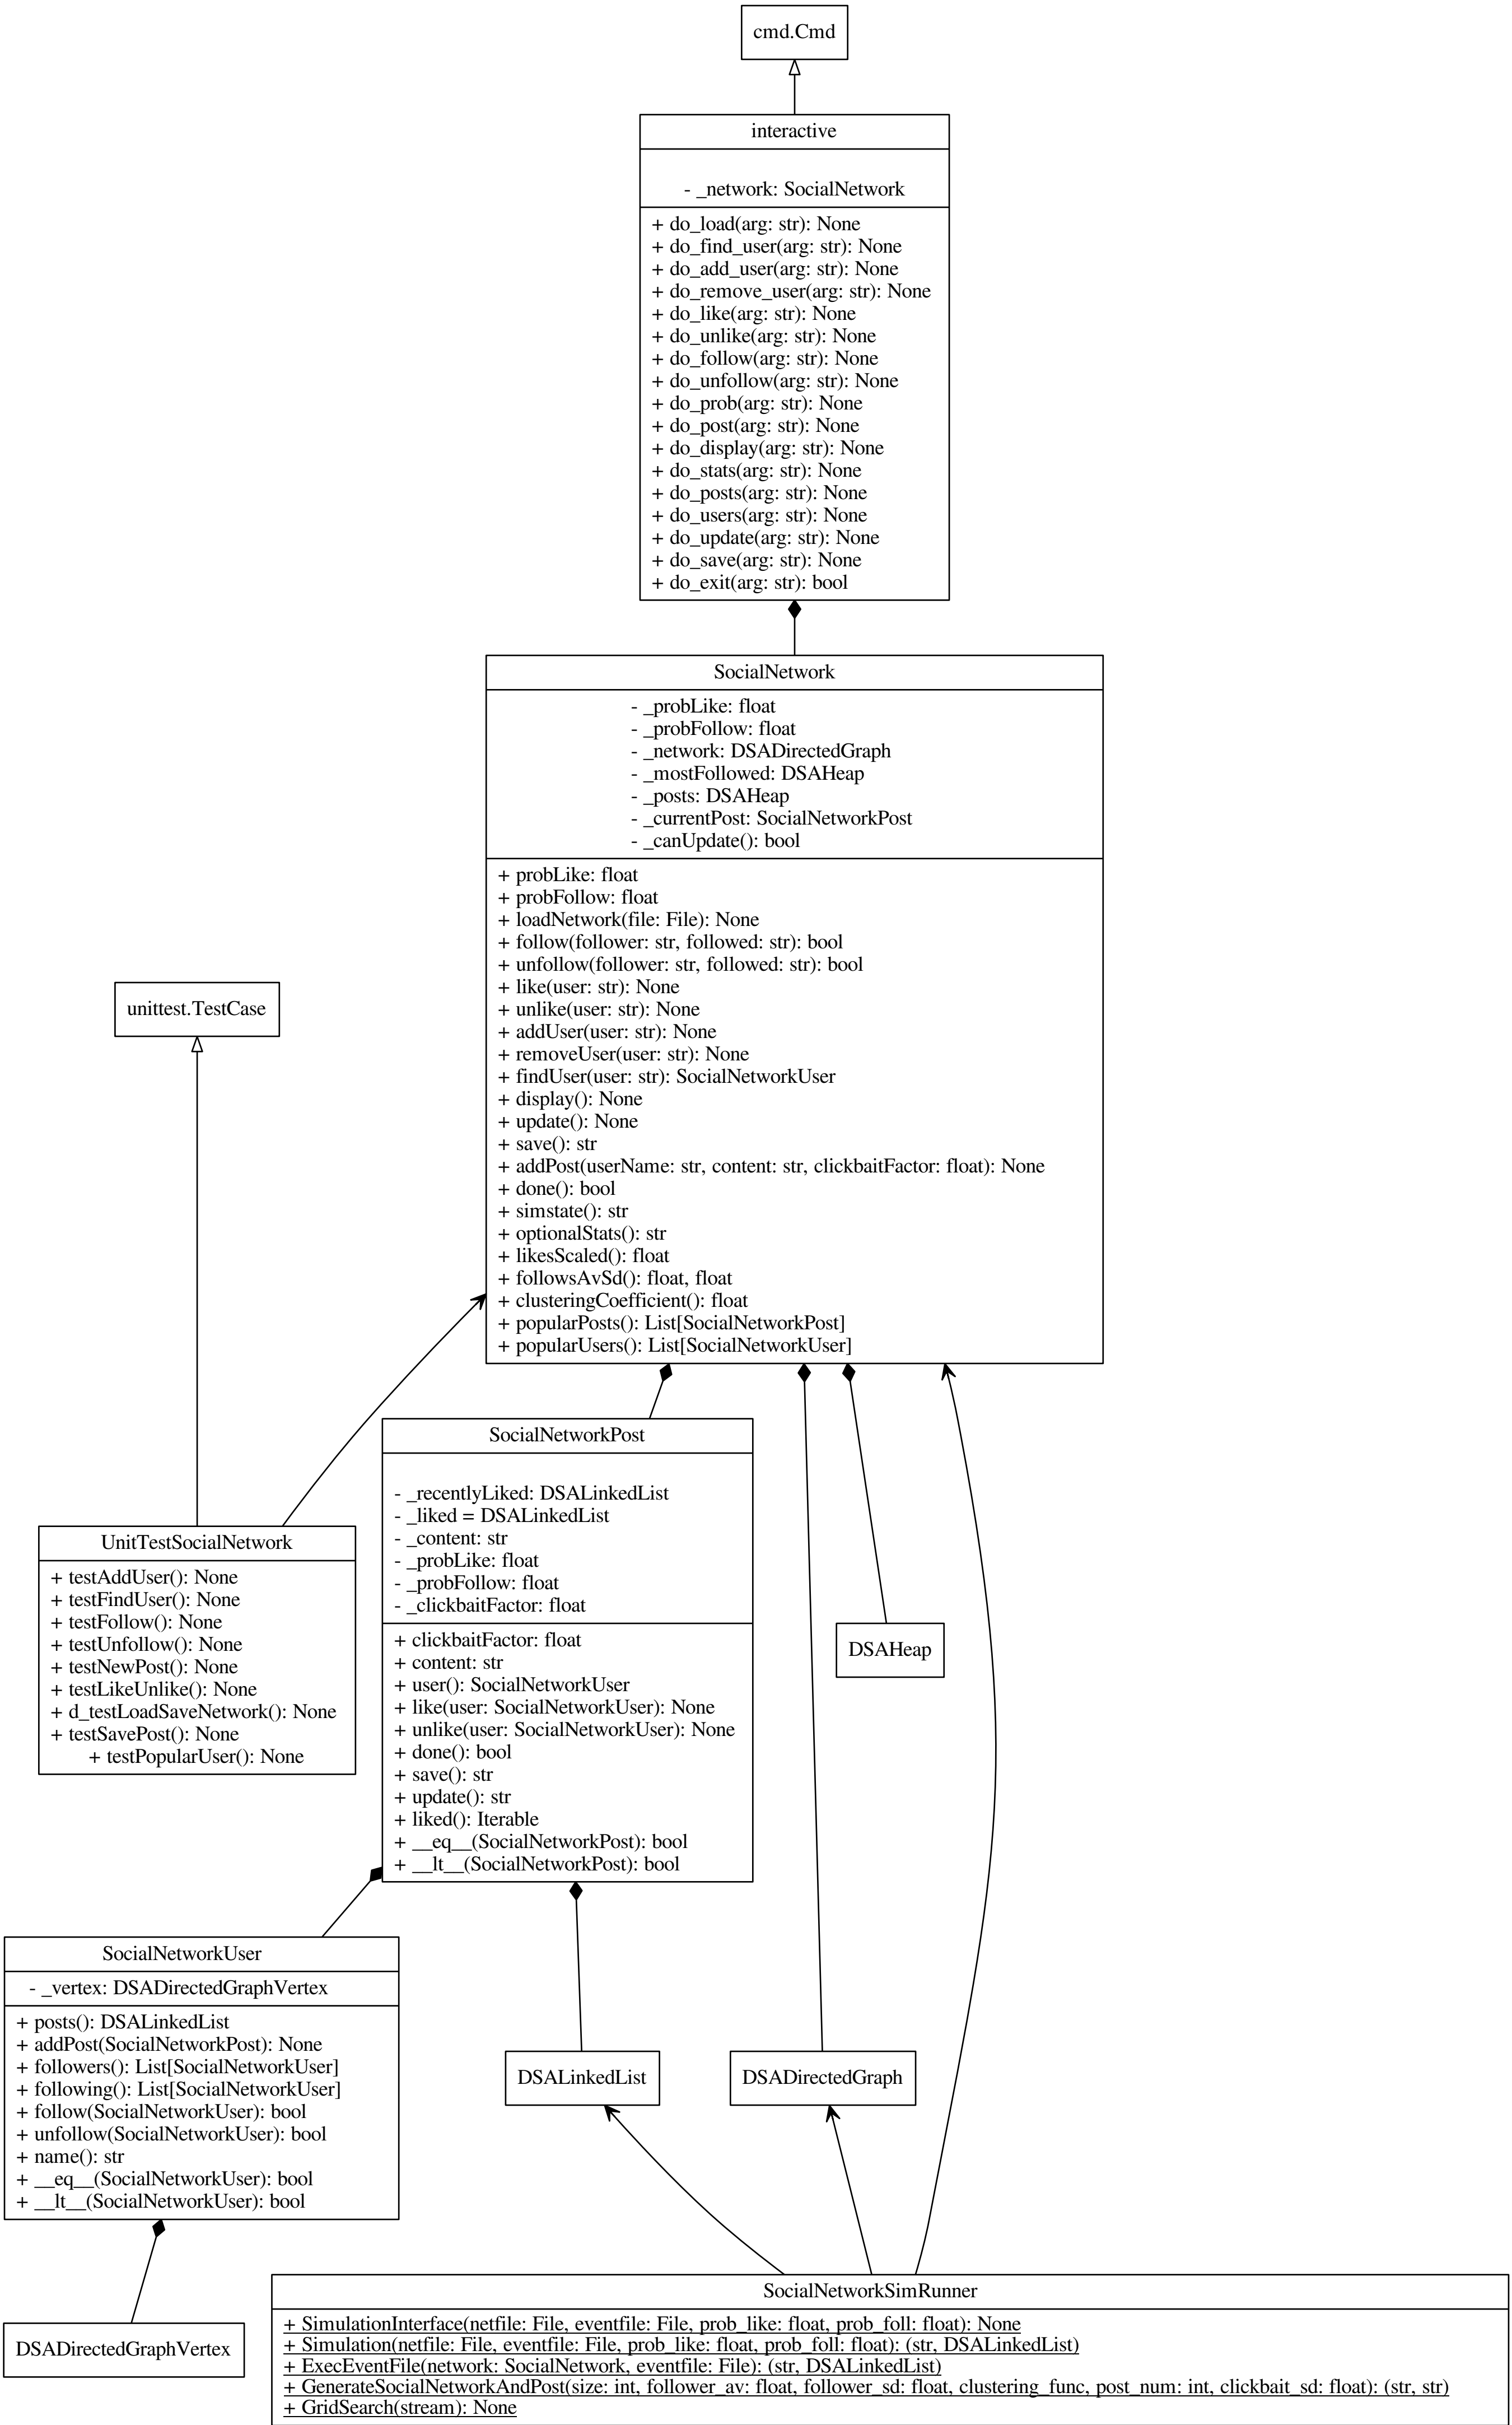 cmd.Cmd
interactive
- _network: SocialNetwork
+ do_load(arg: str): None
+ do_find_user(arg: str): None
+ do_add_user(arg: str): None
+ do_remove_user(arg: str): None
+ do_like(arg: str): None
+ do_unlike(arg: str): None
+ do_follow(arg: str): None
+ do_unfollow(arg: str): None
+ do_prob(arg: str): None
+ do_post(arg: str): None
+ do_display(arg: str): None
+ do_stats(arg: str): None
+ do_posts(arg: str): None
+ do_users(arg: str): None
+ do_update(arg: str): None
+ do_save(arg: str): None
+ do_exit(arg: str): bool
SocialNetwork
- _probLike: float
- _probFollow: float
- _network: DSADirectedGraph
- _mostFollowed: DSAHeap
- _posts: DSAHeap
- _currentPost: SocialNetworkPost
- _canUpdate(): bool
+ probLike: float
+ probFollow: float
+ loadNetwork(file: File): None
+ follow(follower: str, followed: str): bool
+ unfollow(follower: str, followed: str): bool
+ like(user: str): None
+ unlike(user: str): None
+ addUser(user: str): None
+ removeUser(user: str): None
+ findUser(user: str): SocialNetworkUser
+ display(): None
+ update(): None
+ save(): str
+ addPost(userName: str, content: str, clickbaitFactor: float): None
+ done(): bool
+ simstate(): str
+ optionalStats(): str
+ likesScaled(): float
+ followsAvSd(): float, float
+ clusteringCoefficient(): float
+ popularPosts(): List[SocialNetworkPost]
+ popularUsers(): List[SocialNetworkUser]
unittest.TestCase
UnitTestSocialNetwork
+ testAddUser(): None
+ testFindUser(): None
+ testFollow(): None
+ testUnfollow(): None
+ testNewPost(): None
+ testLikeUnlike(): None
+ d_testLoadSaveNetwork(): None
+ testSavePost(): None
+ testPopularUser(): None
SocialNetworkPost
- _recentlyLiked: DSALinkedList
- _liked = DSALinkedList
- _content: str
- _probLike: float
- _probFollow: float
- _clickbaitFactor: float
+ clickbaitFactor: float
+ content: str
+ user(): SocialNetworkUser
+ like(user: SocialNetworkUser): None
+ unlike(user: SocialNetworkUser): None
+ done(): bool
+ save(): str
+ update(): str
+ liked(): Iterable
+ __eq__(SocialNetworkPost): bool
+ __lt__(SocialNetworkPost): bool
DSAHeap
SocialNetworkUser
- _vertex: DSADirectedGraphVertex
+ posts(): DSALinkedList
+ addPost(SocialNetworkPost): None
+ followers(): List[SocialNetworkUser]
+ following(): List[SocialNetworkUser]
+ follow(SocialNetworkUser): bool
+ unfollow(SocialNetworkUser): bool
+ name(): str
+ __eq__(SocialNetworkUser): bool
+ __lt__(SocialNetworkUser): bool
DSALinkedList
DSADirectedGraph
DSADirectedGraphVertex
SocialNetworkSimRunner
+ SimulationInterface(netfile: File, eventfile: File, prob_like: float, prob_foll: float): None
+ Simulation(netfile: File, eventfile: File, prob_like: float, prob_foll: float): (str, DSALinkedList)
+ ExecEventFile(network: SocialNetwork, eventfile: File): (str, DSALinkedList)
+ GenerateSocialNetworkAndPost(size: int, follower_av: float, follower_sd: float, clustering_func, post_num: int, clickbait_sd: float): (str, str)
+ GridSearch(stream): None